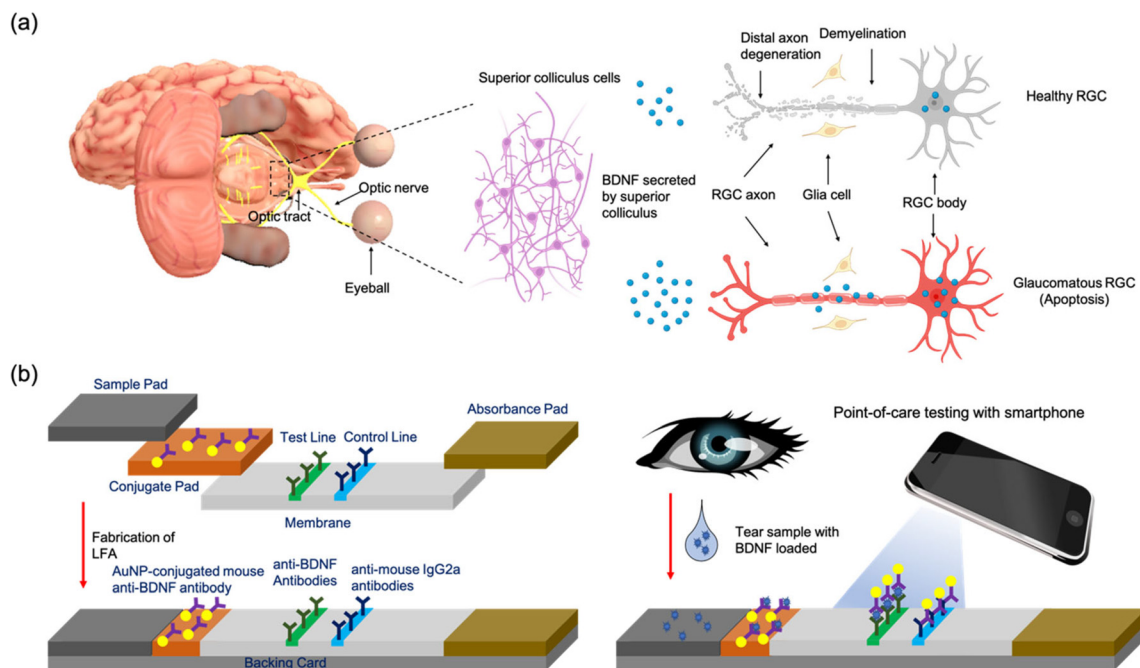 (a)
Superior colliculus cells
Optic nerve
Optic tract
Eyeball
BDNF secreted
by superior
colliculus
Distal axon
degeneration
Demyelination
Healthy RGC
RGC axon
Glia cell
RGC body
Glaucomatous RGC
(Apoptosis)
(b)
Sample Pad
Absorbance Pad
Test Line
Control Line
Conjugate Pad
Membrane
Fabrication of
LFA
AuNP-conjugated mouse
anti-BDNF antibody
anti-BDNF
Antibodies
anti-mouse IgG2a
antibodies
Backing Card
Point-of-care testing with smartphone
Tear sample with
BDNF loaded